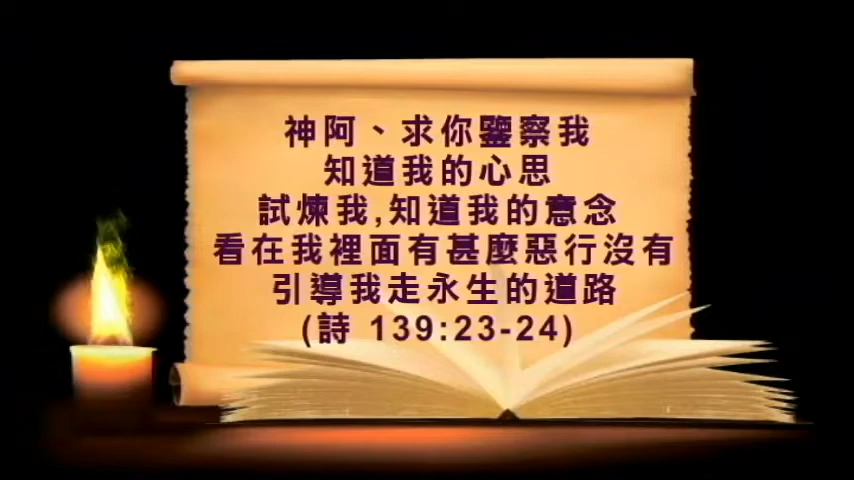 神阿、求你鑒察我
知道我的心思
試煉我,知道我的意念
看在我裡面有甚麼惡行沒有
引導我走永生的道路
(詩 139:23-24)